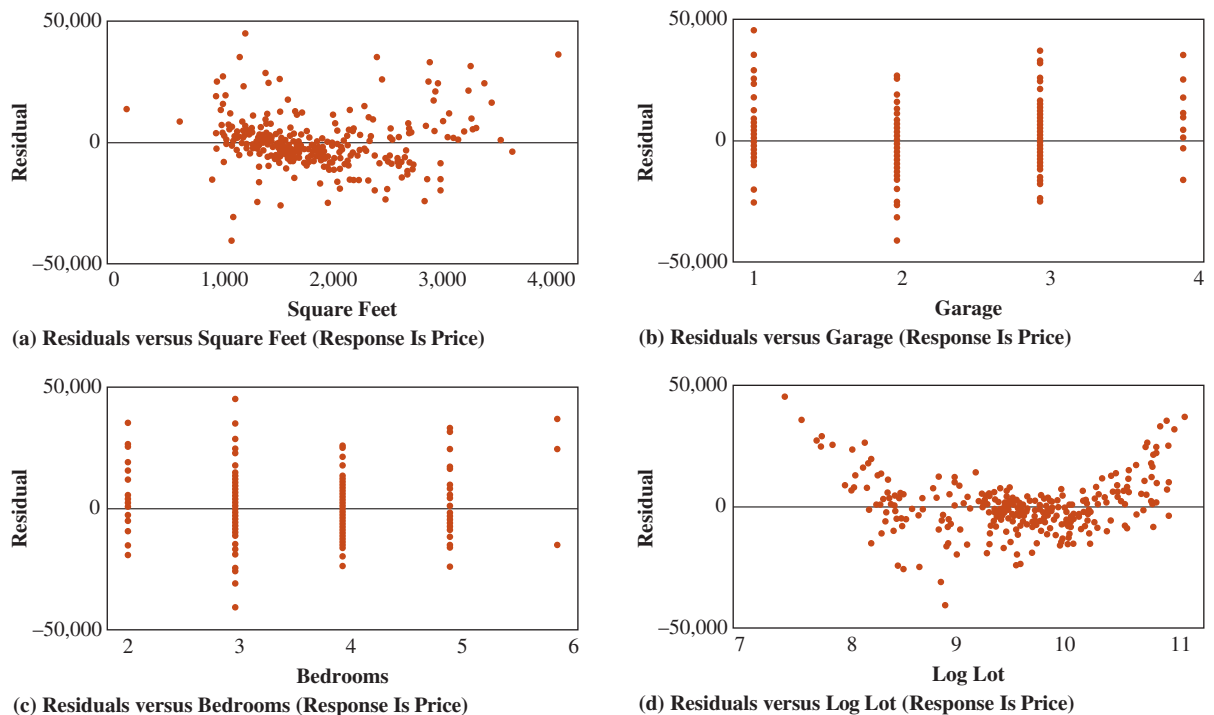 50,000
0
–50,000
Residual
0 1,000 2,000 3,000 4,000
Square Feet
(a) Residuals versus Square Feet (Response Is Price)
50,000
0
–50,000
Residual
1 2 3 4
Garage
(b) Residuals versus Garage (Response Is Price)
50,000
0
–50,000
Residual
2 3 4 5 6
Bedrooms
(c) Residuals versus Bedrooms (Response Is Price)
50,000
0
–50,000
Residual
7 8 9 10 11
Log Lot
(d) Residuals versus Log Lot (Response Is Price)